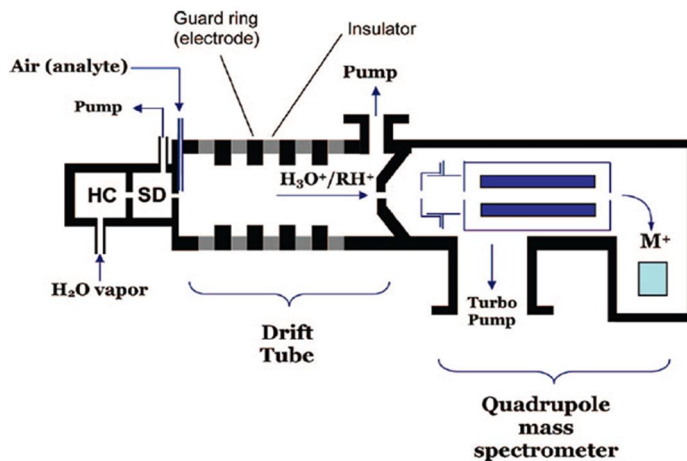 Guard ring
(electrode)
Insulator
Air (analyte)
Pump
Pump
HC
SD
H₃O⁺/RH⁺
M⁺
H₂O vapor
Turbo
Pump
Drift
Tube
Quadrupole
mass
spectrometer